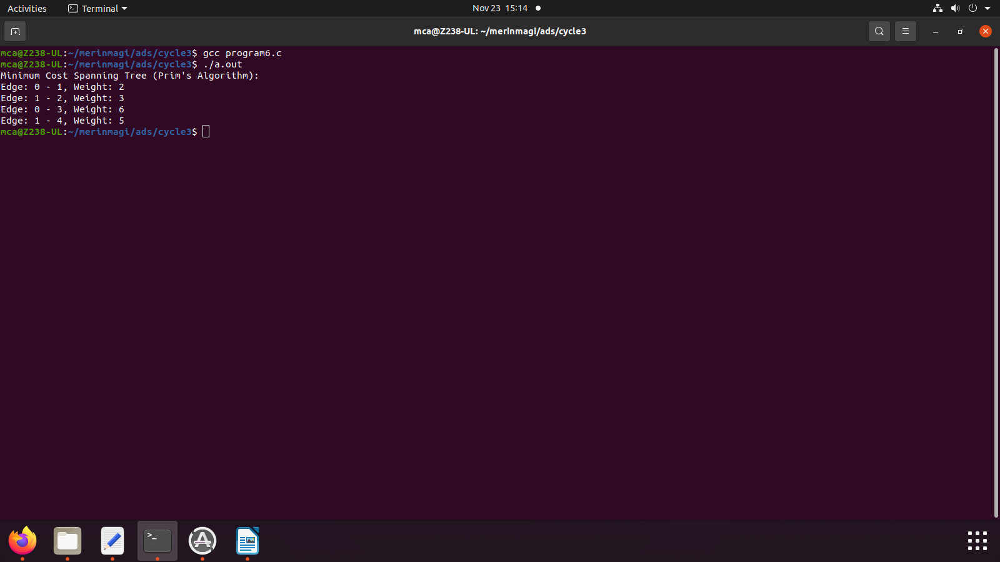 Activities Terminal Nov 23 15:14
mca@Z238-UL: ~/merinmagi/ads/cycle3
mca@Z238-UL:~/merinmagi/ads/cycle3$ gcc program6.c
mca@Z238-UL:~/merinmagi/ads/cycle3$ ./a.out
Minimum Cost Spanning Tree (Prim's Algorithm):
Edge: 0 - 1, Weight: 2
Edge: 1 - 2, Weight: 3
Edge: 0 - 3, Weight: 6
Edge: 1 - 4, Weight: 5
mca@Z238-UL:~/merinmagi/ads/cycle3$